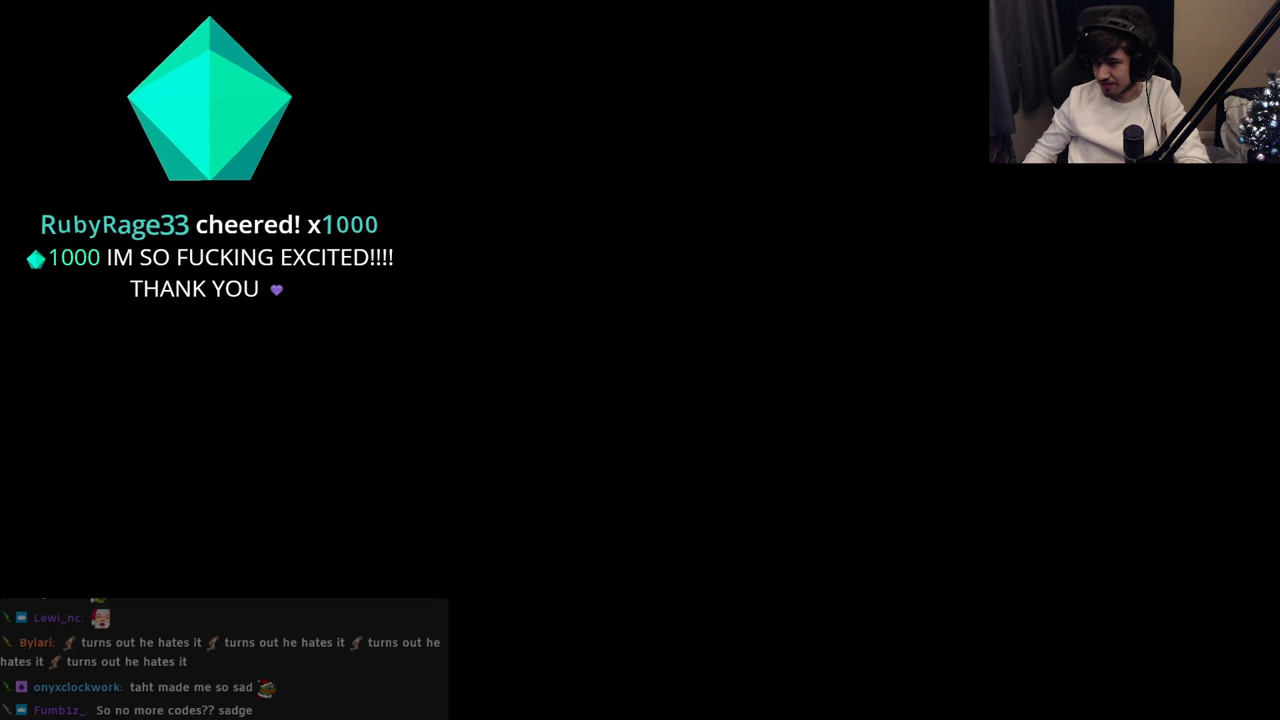 RubyRage33 cheered! x1000
1000 IM SO FUCKING EXCITED!!!!
THANK YOU
Lewi_nc:
Bylari: turns out he hates it turns out he hates it turns out he
hates it turns out he hates it
onyxclockwork: taht made me so sad
Fumb1z_: So no more codes?? sadge